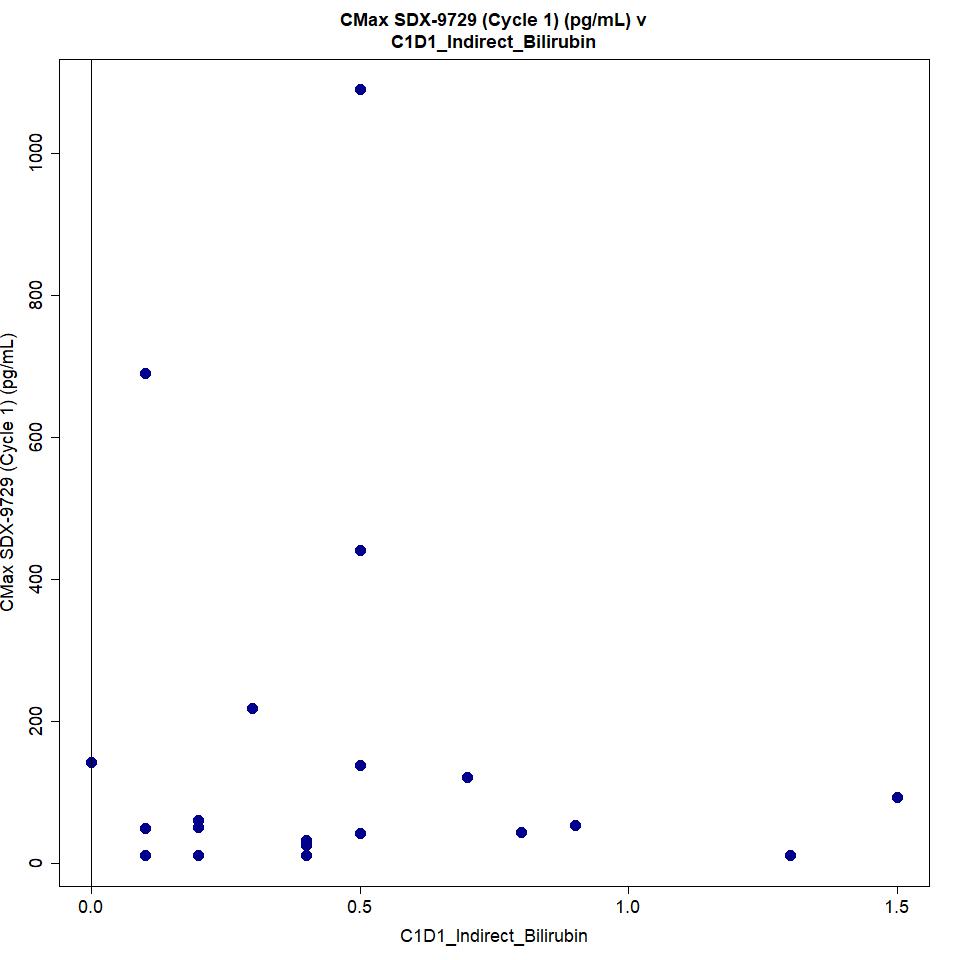 CMax SDX-9729 (Cycle 1) (pg/mL) v
C1D1_Indirect_Bilirubin
CMax SDX-9729 (Cycle 1) (pg/mL)
1000
800
600
400
200
0
0.0
0.5
1.0
1.5
C1D1_Indirect_Bilirubin